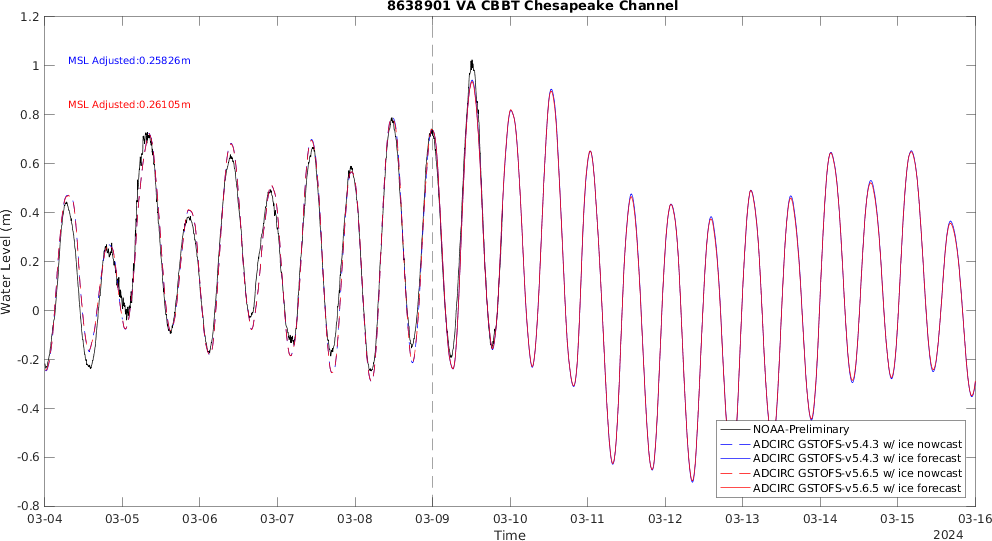 8638901 VA CBBT Chesapeake Channel
MSL Adjusted:0.25826m
MSL Adjusted:0.26105m
Water Level (m)
1.2
1
0.8
0.6
0.4
0.2
0
-0.2
-0.4
-0.6
-0.8
NOAA-Preliminary
ADCIRC GSTOFS-v5.4.3 w/ ice nowcast
ADCIRC GSTOFS-v5.4.3 w/ ice forecast
ADCIRC GSTOFS-v5.6.5 w/ ice nowcast
ADCIRC GSTOFS-v5.6.5 w/ ice forecast
03-04 03-05 03-06 03-07 03-08 03-09 03-10 03-11 03-12 03-13 03-14 03-15 03-16
Time
2024